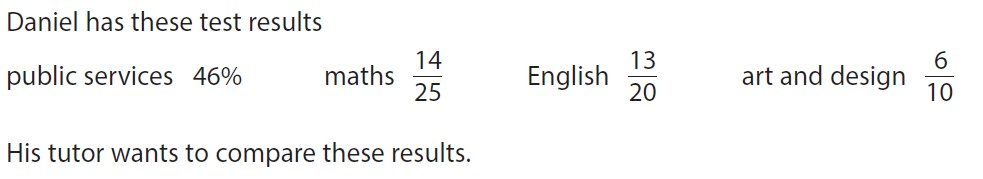 Daniel has these test results
public services 46% maths 14/25 English 13/20 art and design 6/10
His tutor wants to compare these results.